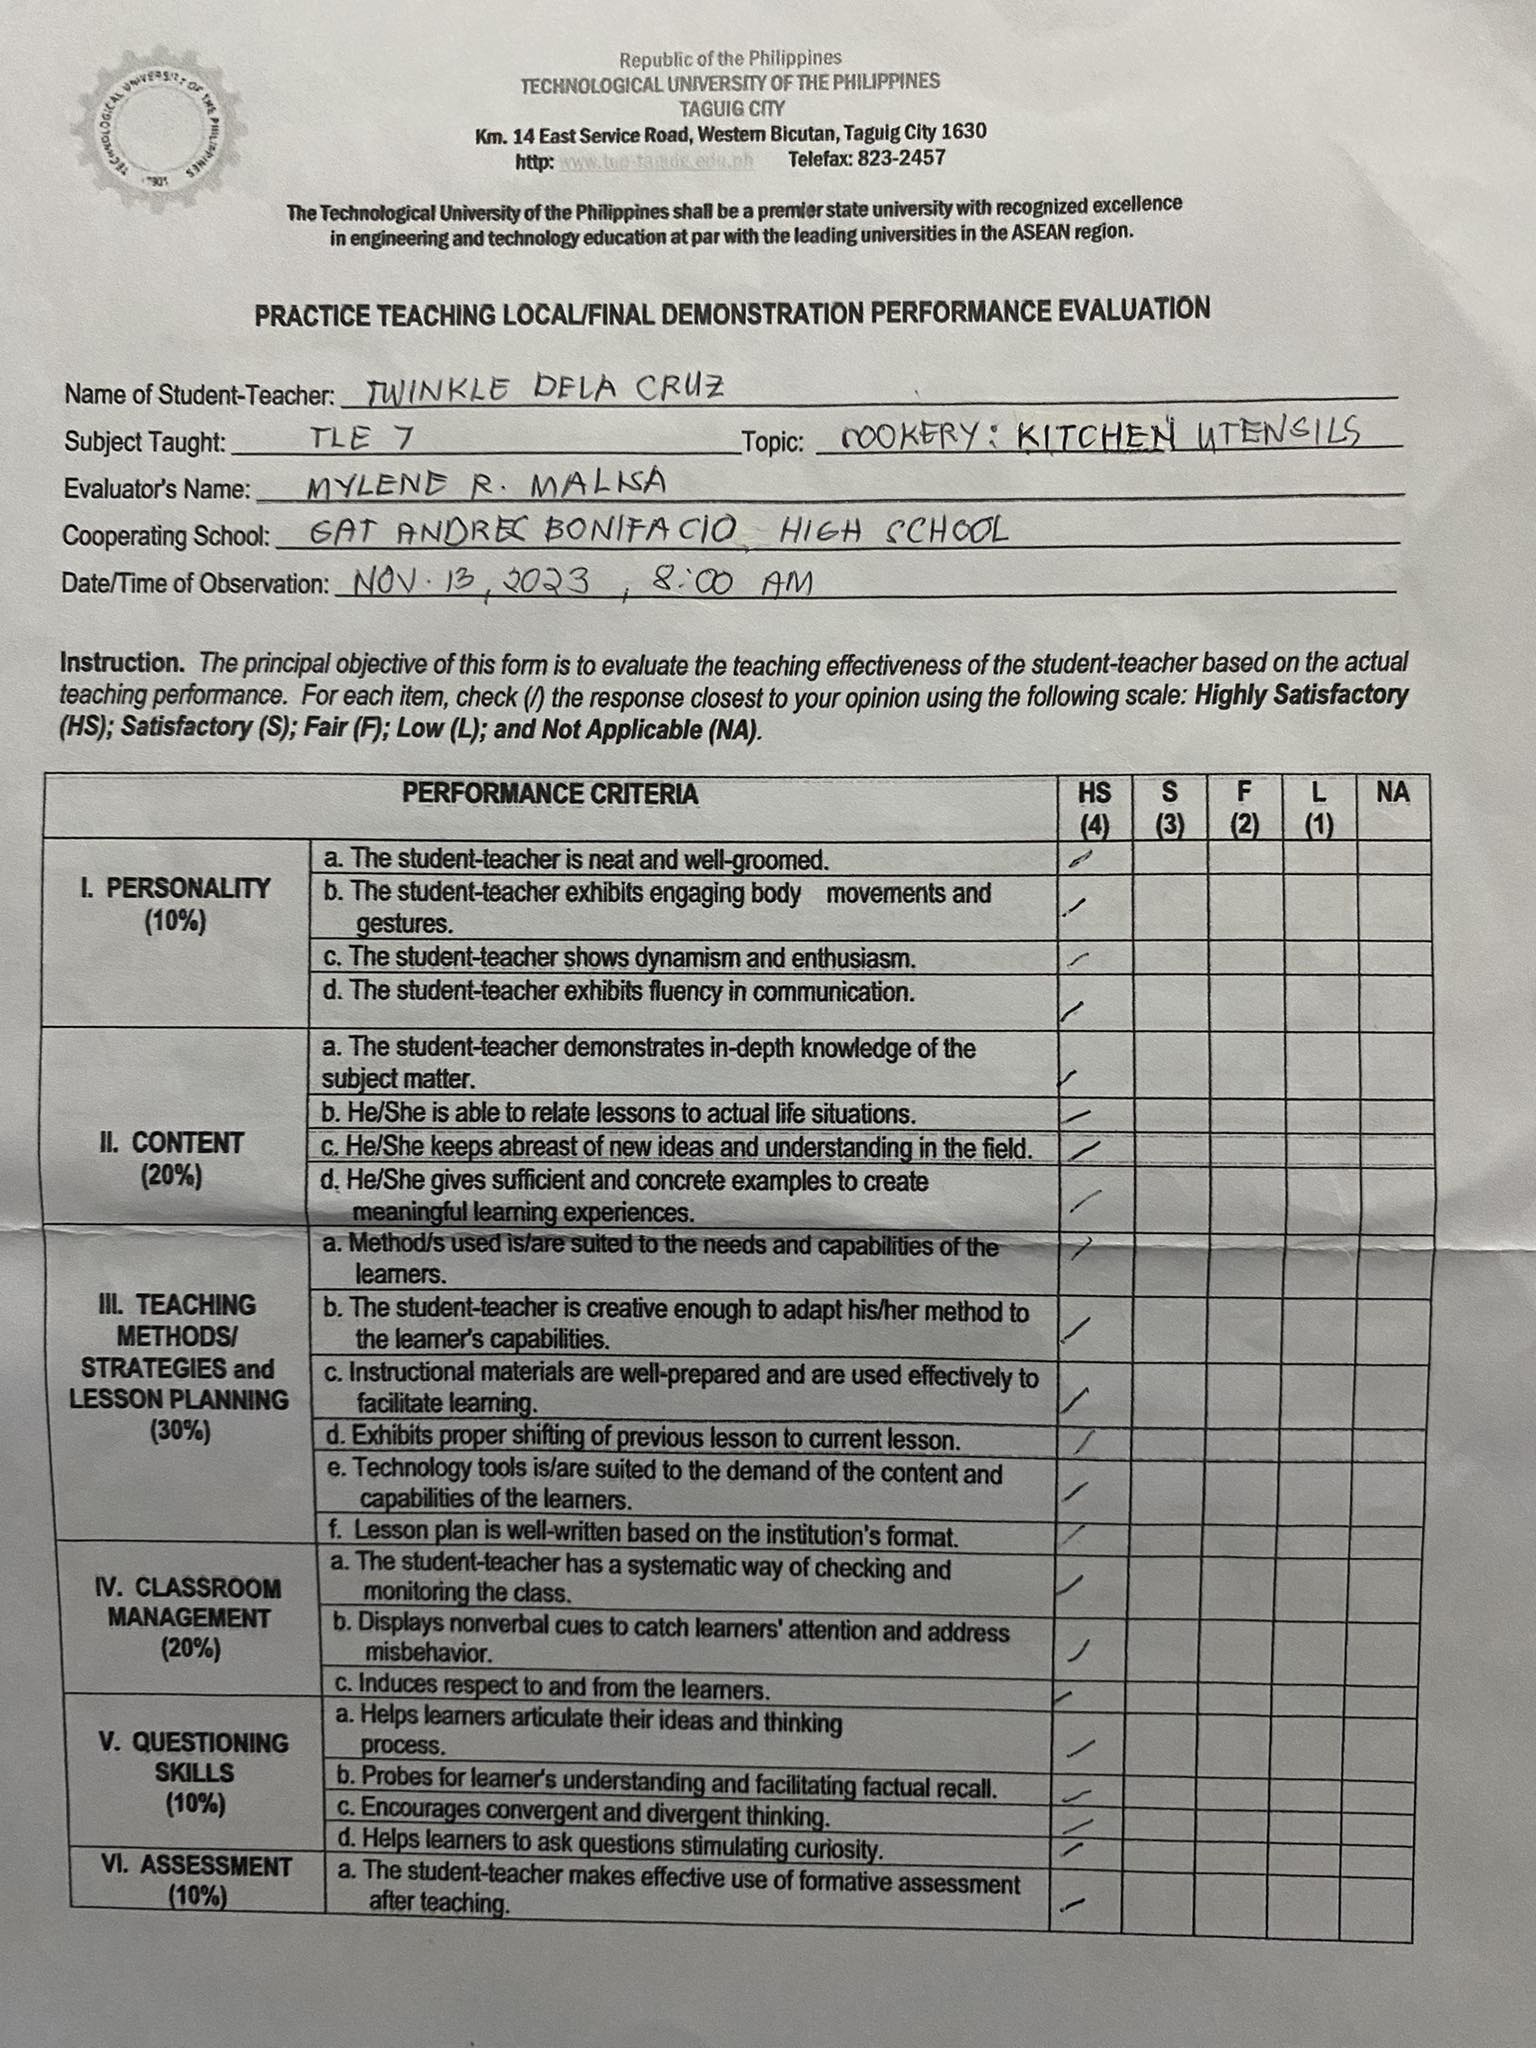 TECHNOLOGICAL UNIVERSITY OF THE PHILIPPINES
1901
Republic of the Philippines
TECHNOLOGICAL UNIVERSITY OF THE PHILIPPINES
TAGUIG CITY
Km. 14 East Service Road, Western Bicutan, Taguig City 1630
http: www.tup-taguig.edu.ph Telefax: 823-2457
The Technological University of the Philippines shall be a premier state university with recognized excellence
in engineering and technology education at par with the leading universities in the ASEAN region.
PRACTICE TEACHING LOCAL/FINAL DEMONSTRATION PERFORMANCE EVALUATION
Name of Student-Teacher: TWINKLE DELA CRUZ
Subject Taught: TLE 7 Topic: COOKERY: KITCHEN UTENSILS
Evaluator's Name: MYLENE R.
Cooperating School: GAT ANDRES BONIFACIO HIGH SCHOOL
Date/Time of Observation: NOV. 13, 2023, 8:00 AM
Instruction. The principal objective of this form is to evaluate the teaching effectiveness of the student-teacher based on the actual
teaching performance. For each item, check (/) the response closest to your opinion using the following scale: Highly Satisfactory
(HS); Satisfactory (S); Fair (F); Low (L); and Not Applicable (NA).
PERFORMANCE CRITERIA HS S F L NA
(4) (3) (2) (1)
I. PERSONALITY
(10%)
a. The student-teacher is neat and well-groomed. /
b. The student-teacher exhibits engaging body movements and
gestures. /
c. The student-teacher shows dynamism and enthusiasm. /
d. The student-teacher exhibits fluency in communication. /
II. CONTENT
(20%)
a. The student-teacher demonstrates in-depth knowledge of the
subject matter. /
b. He/She is able to relate lessons to actual life situations. /
c. He/She keeps abreast of new ideas and understanding in the field. /
d. He/She gives sufficient and concrete examples to create
meaningful learning experiences. /
III. TEACHING
METHODS/
STRATEGIES and
LESSON PLANNING
(30%)
a. Method/s used is/are suited to the needs and capabilities of the
learners. /
b. The student-teacher is creative enough to adapt his/her method to
the learner's capabilities. /
c. Instructional materials are well-prepared and are used effectively to
facilitate learning. /
d. Exhibits proper shifting of previous lesson to current lesson. /
e. Technology tools is/are suited to the demand of the content and
capabilities of the learners. /
f. Lesson plan is well-written based on the institution's format. /
IV. CLASSROOM
MANAGEMENT
(20%)
a. The student-teacher has a systematic way of checking and
monitoring the class. /
b. Displays nonverbal cues to catch learners' attention and address
misbehavior. /
c. Induces respect to and from the learners. /
V. QUESTIONING
SKILLS
(10%)
a. Helps learners articulate their ideas and thinking
process. /
b. Probes for learner's understanding and facilitating factual recall. /
c. Encourages convergent and divergent thinking. /
d. Helps learners to ask questions stimulating curiosity. /
VI. ASSESSMENT
(10%)
a. The student-teacher makes effective use of formative assessment
after teaching. /